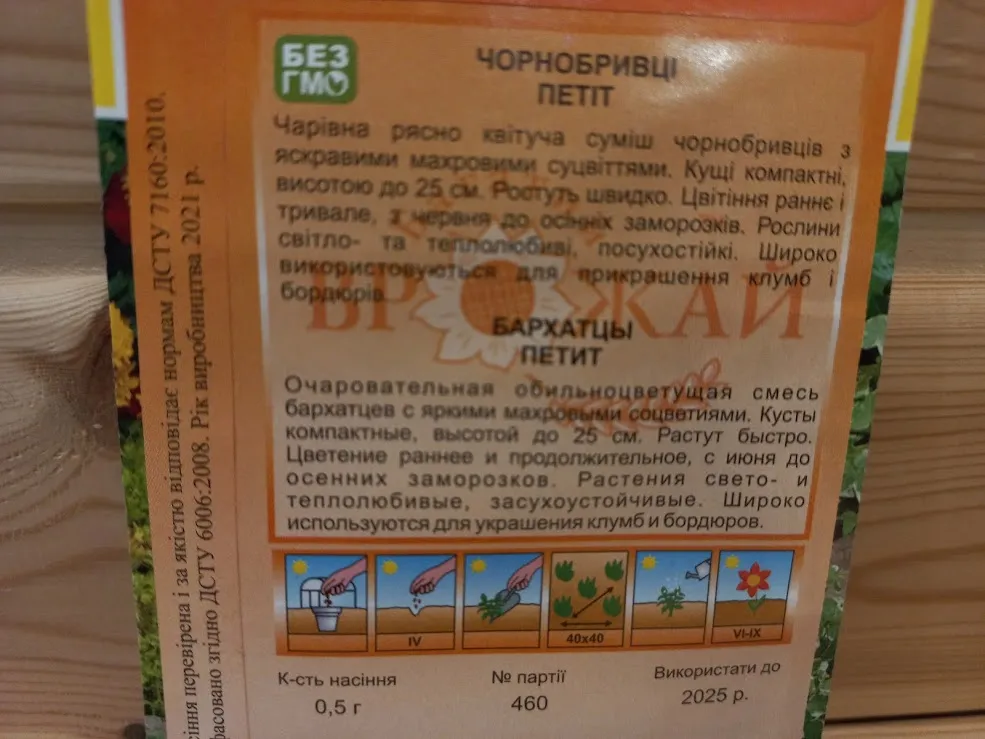 БЕЗ
ГМО
ЧОРНОБРИВЦІ
ПЕТІТ
Чарівна рясно квітуча суміш чорнобривців з
яскравими махровими суцвіттями. Кущі компактні,
висотою до 25 см. Ростуть швидко. Цвітіння раннє і
тривале, з червня до осінніх заморозків. Рослини
світло- та теплолюбиві, посухостійкі. Широко
використовуються для прикрашення клумб і
бордюрів.
ВРОЖАЙ
БАРХАТЦЫ
ПЕТИТ
Очаровательная обильноцветущая смесь
бархатцев с яркими махровыми соцветиями. Кусты
компактные, высотой до 25 см. Растут быстро.
Цветение раннее и продолжительное, с июня до
осенних заморозков. Растения свето- и
теплолюбивые, засухоустойчивые. Широко
используются для украшения клумб и бордюров.
IV
40x40
VI-IX
К-сть насіння
0,5 г
№ партії
460
Використати до
2025 р.
перевірена і за якістю відповідає нормам ДСТУ 7160:2010.
фасовано згідно ДСТУ 6006:2008. Рік виробництва 2021 р.